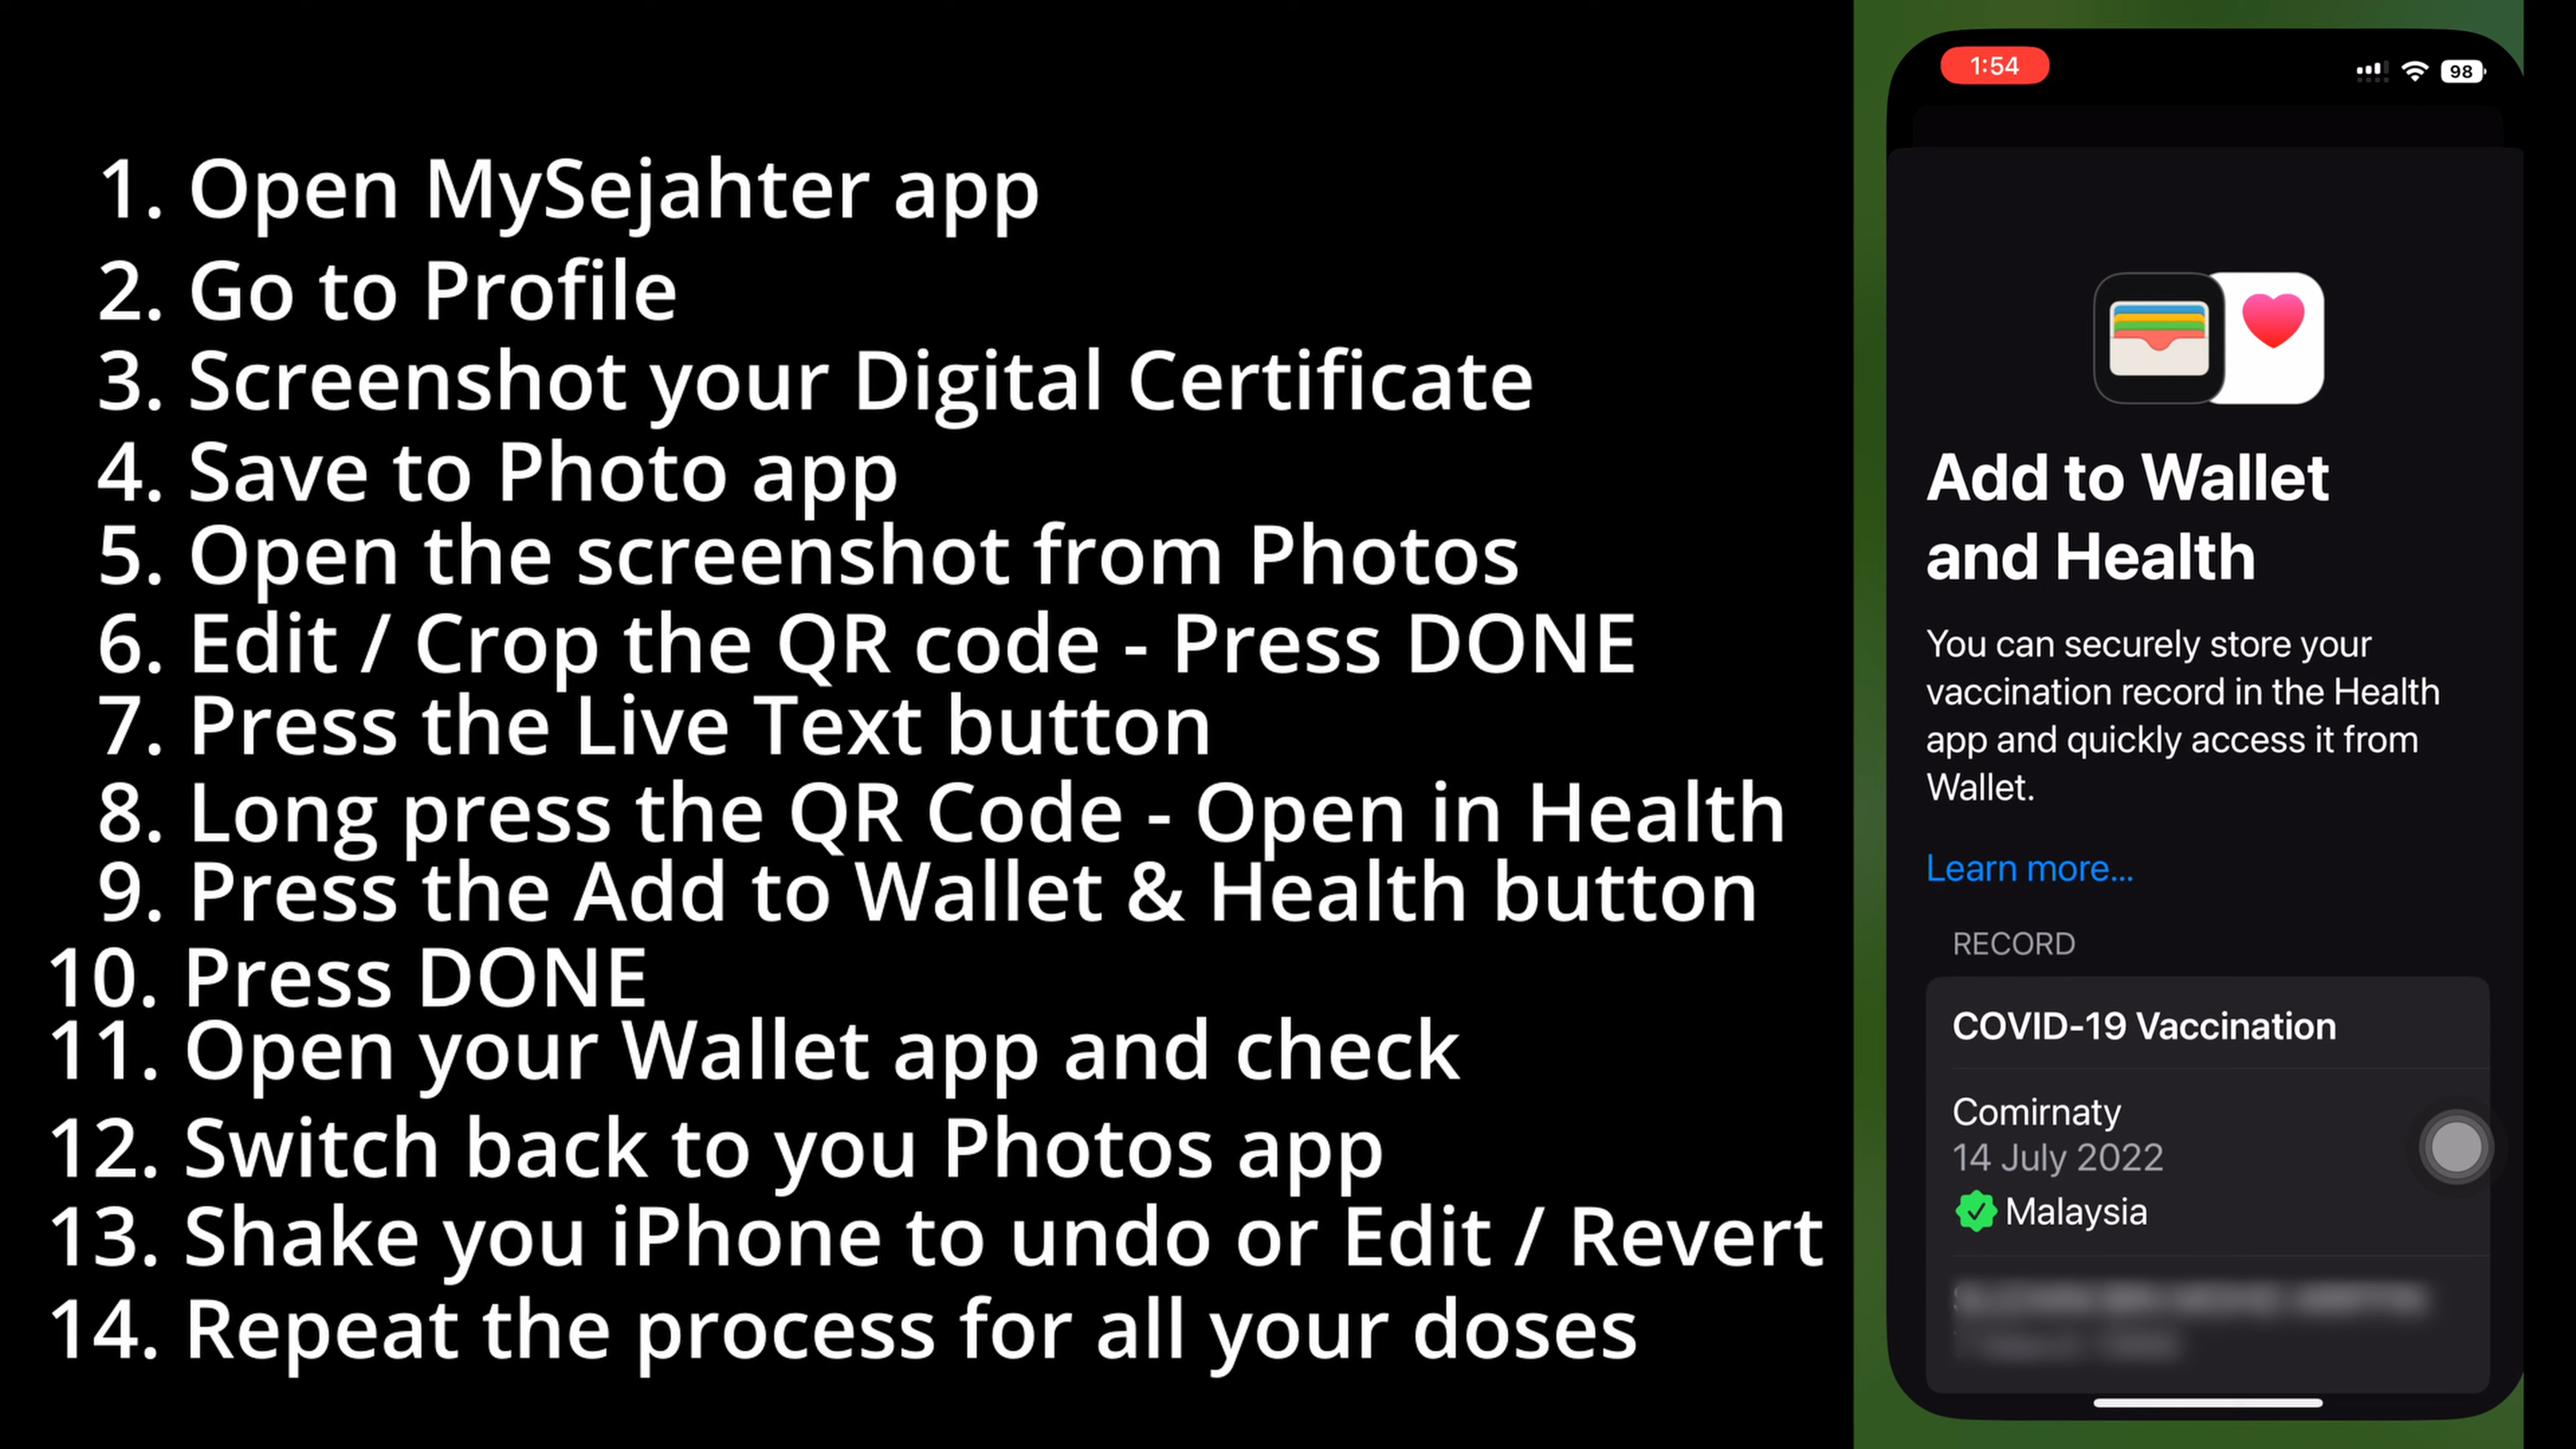 1. Open MySejahter app
2. Go to Profile
3. Screenshot your Digital Certificate
4. Save to Photo app
5. Open the screenshot from Photos
6. Edit / Crop the QR code - Press DONE
7. Press the Live Text button
8. Long press the QR Code - Open in Health
9. Press the Add to Wallet & Health button
10. Press DONE
11. Open your Wallet app and check
12. Switch back to you Photos app
13. Shake you iPhone to undo or Edit / Revert
14. Repeat the process for all your doses
1:54
98
Add to Wallet
and Health
You can securely store your
vaccination record in the Health
app and quickly access it from
Wallet.
Learn more...
RECORD
COVID-19 Vaccination
Comirnaty
14 July 2022
Malaysia